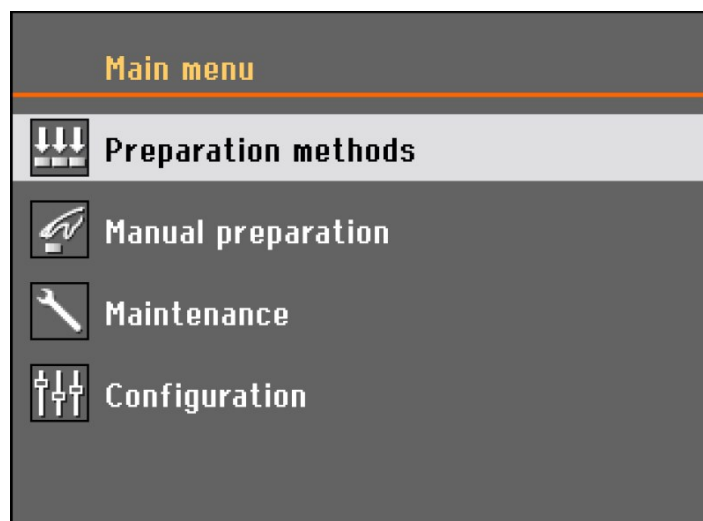 Main menu
Preparation methods
Manual preparation
Maintenance
Configuration